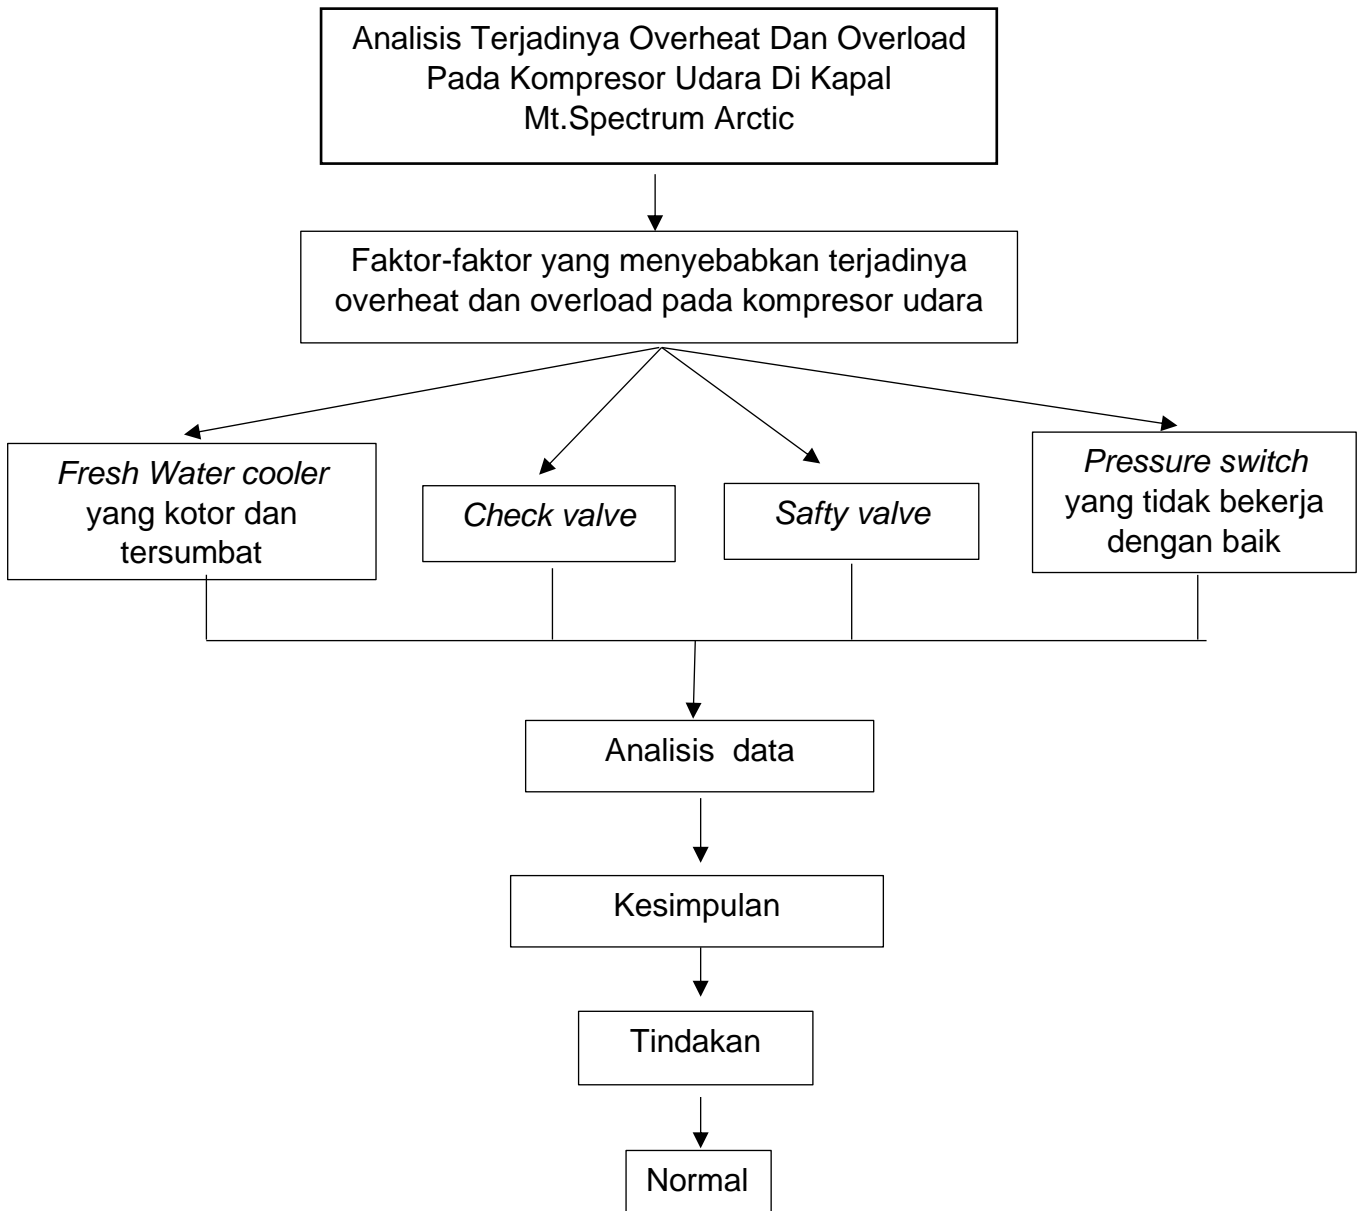 Analisis Terjadinya Overheat Dan Overload
Pada Kompresor Udara Di Kapal
Mt.Spectrum Arctic
Faktor-faktor yang menyebabkan terjadinya
overheat dan overload pada kompresor udara
Fresh Water cooler
yang kotor dan
tersumbat
Check valve
Safty valve
Pressure switch
yang tidak bekerja
dengan baik
Analisis  data
Kesimpulan
Tindakan
Normal